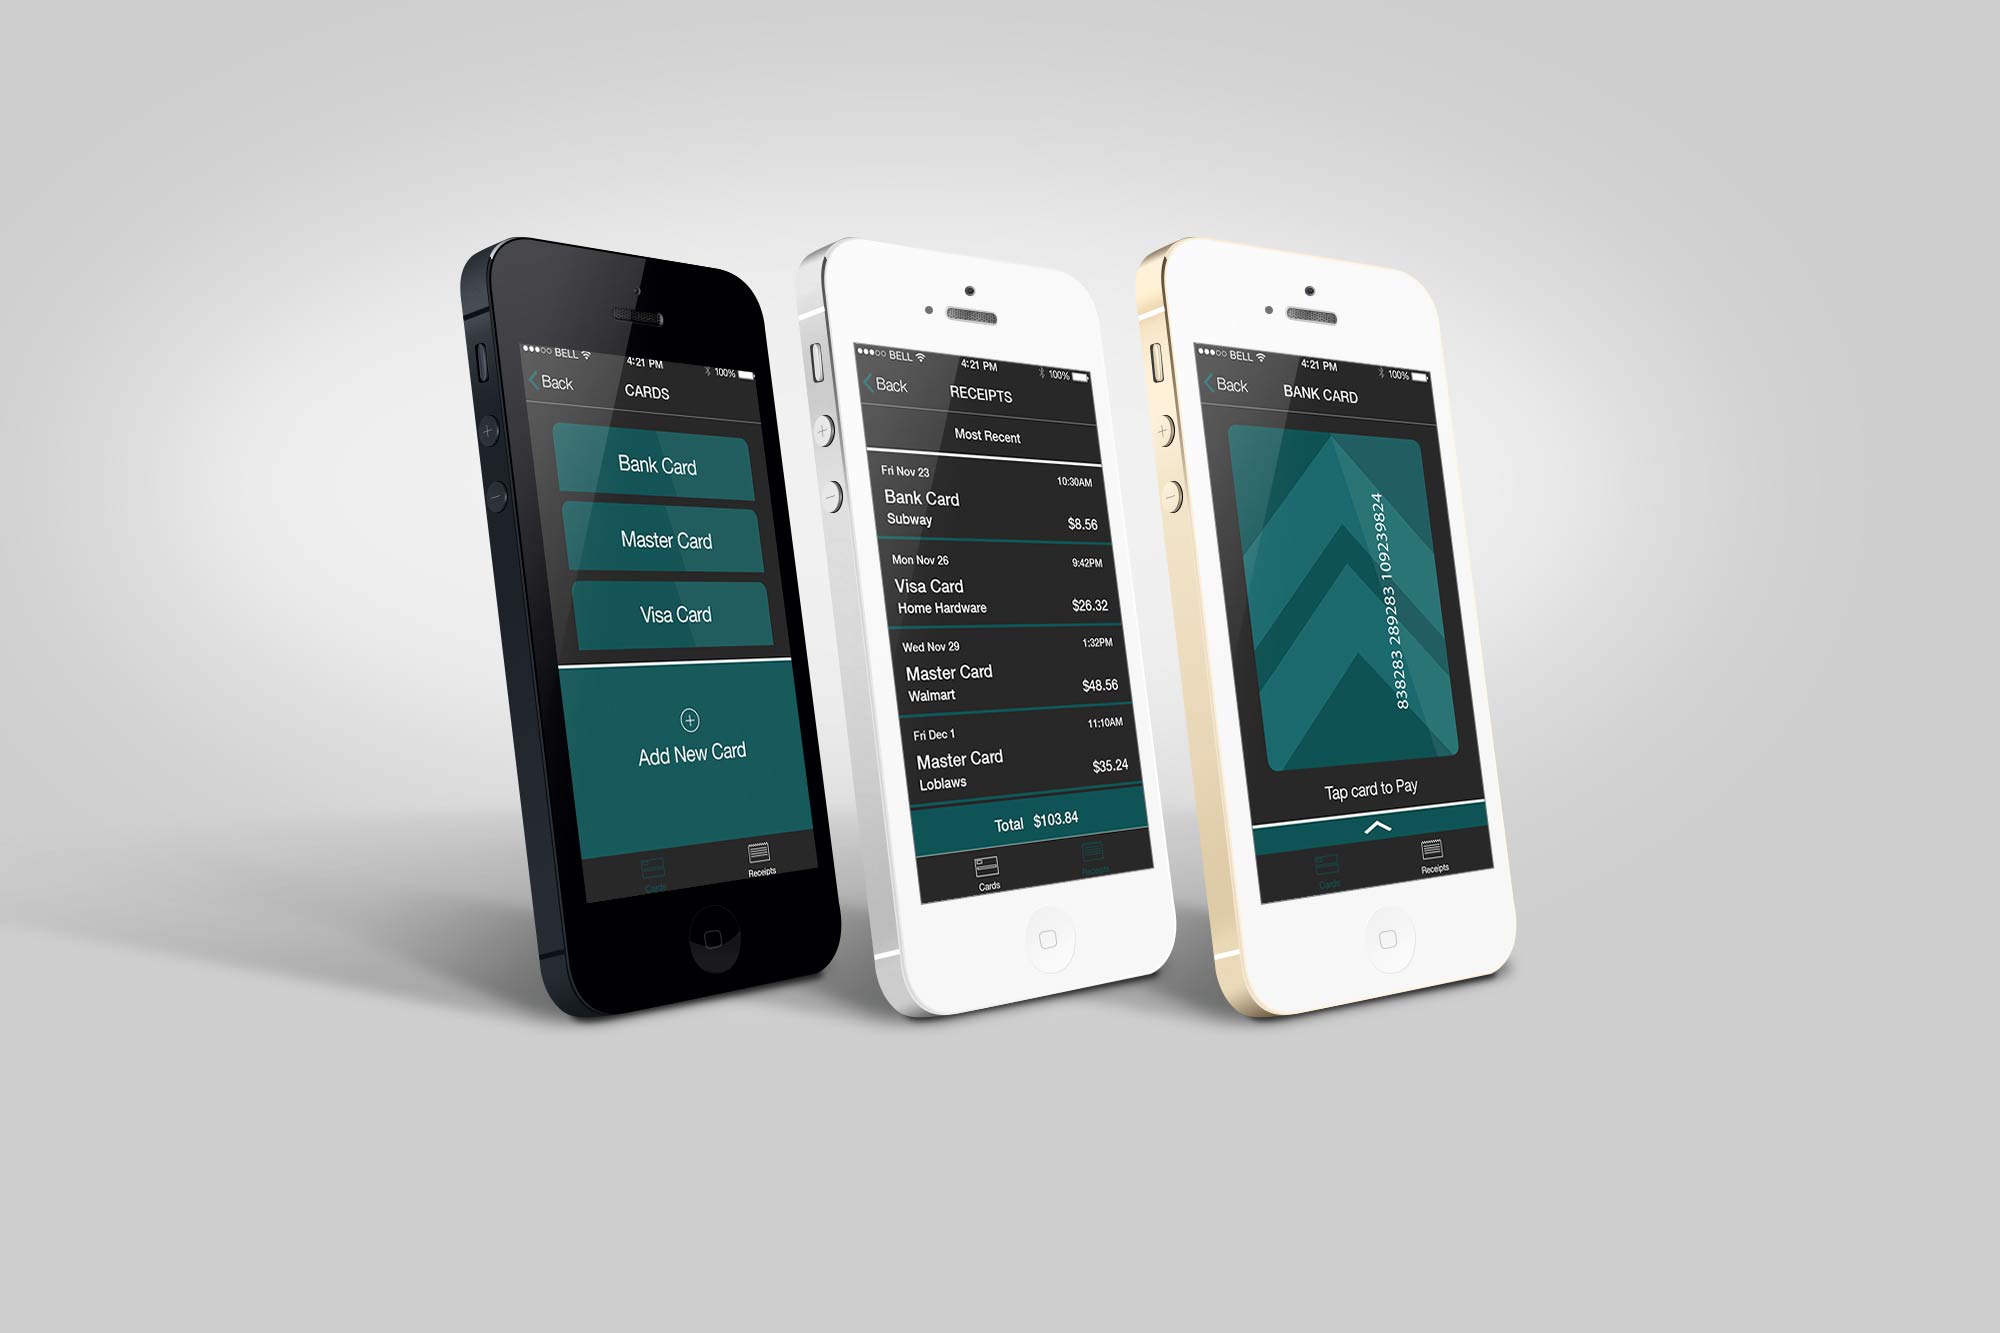 BELL 4:21 PM 100%
Back CARDS
Bank Card
Master Card
Visa Card
Add New Card
Cards Receipts
BELL 4:21 PM 100%
Back RECEIPTS
Most Recent
Fri Nov 23 10:30AM
Bank Card
Subway $8.56
Mon Nov 26 9:42PM
Visa Card
Home Hardware $26.32
Wed Nov 29 1:32PM
Master Card
Walmart $48.56
Fri Dec 1 11:10AM
Master Card
Loblaws $35.24
Total $103.84
Cards Receipts
BELL 4:21 PM 100%
Back BANK CARD
838283 289283 109239824
Tap card to Pay
Cards Receipts